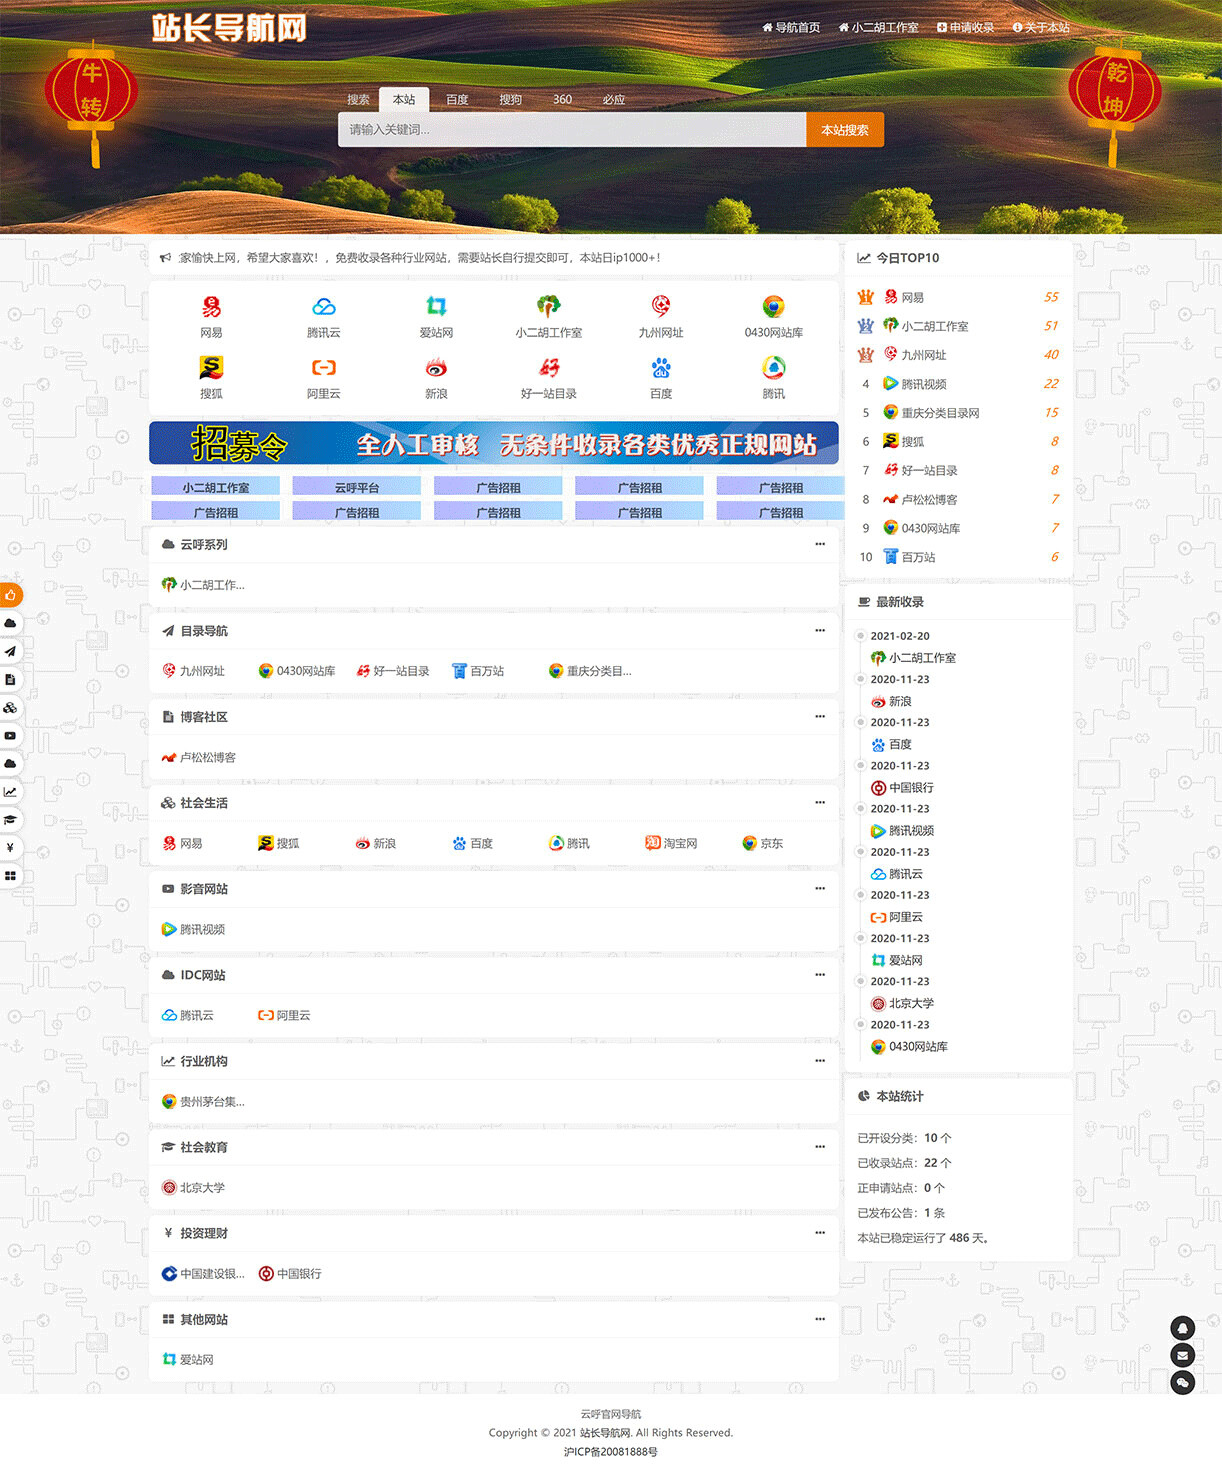 站长导航网
导航首页 小二胡工作室 申请收录 关于本站
牛转
乾坤
搜索 本站 百度 搜狗 360 必应
请输入关键词... 本站搜索
家愉快上网，希望大家喜欢！，免费收录各种行业网站，需要站长自行提交即可，本站日ip1000+！
网易 腾讯云 爱站网 小二胡工作室 九州网址 0430网站库
搜狐 阿里云 新浪 好一站目录 百度 腾讯
招募令 全人工审核 无条件收录各类优秀正规网站
小二胡工作室 云呼平台 广告招租 广告招租 广告招租
广告招租 广告招租 广告招租 广告招租 广告招租
云呼系列
小二胡工作...
目录导航
九州网址 0430网站库 好一站目录 百万站 重庆分类目...
博客社区
卢松松博客
社会生活
网易 搜狐 新浪 百度 腾讯 淘宝网 京东
影音网站
腾讯视频
IDC网站
腾讯云 阿里云
行业机构
贵州茅台集...
社会教育
北京大学
¥ 投资理财
中国建设银... 中国银行
其他网站
爱站网
今日TOP10
1 网易 55
2 小二胡工作室 51
3 九州网址 40
4 腾讯视频 22
5 重庆分类目录网 15
6 搜狐 8
7 好一站目录 8
8 卢松松博客 7
9 0430网站库 7
10 百万站 6
最新收录
2021-02-20
小二胡工作室
2020-11-23
新浪
2020-11-23
百度
2020-11-23
中国银行
2020-11-23
腾讯视频
2020-11-23
腾讯云
2020-11-23
阿里云
2020-11-23
爱站网
2020-11-23
北京大学
2020-11-23
0430网站库
本站统计
已开设分类：10 个
已收录站点：22 个
正申请站点：0 个
已发布公告：1 条
本站已稳定运行了 486 天。
云呼官网导航
Copyright © 2021 站长导航网. All Rights Reserved.
沪ICP备20081888号